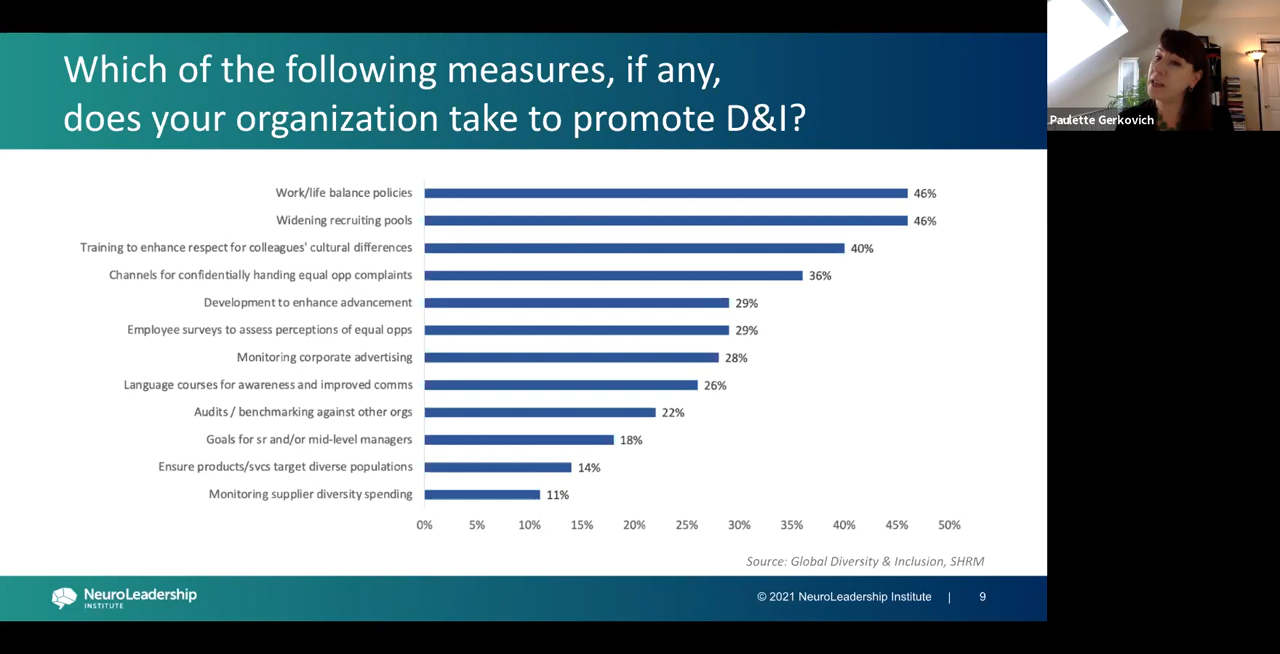 Which of the following measures, if any,
does your organization take to promote D&I?
Paulette Gerkovich
Work/life balance policies 46%
Widening recruiting pools 46%
Training to enhance respect for colleagues' cultural differences 40%
Channels for confidentially handing equal opp complaints 36%
Development to enhance advancement 29%
Employee surveys to assess perceptions of equal opps 29%
Monitoring corporate advertising 28%
Language courses for awareness and improved comms 26%
Audits / benchmarking against other orgs 22%
Goals for sr and/or mid-level managers 18%
Ensure products/svcs target diverse populations 14%
Monitoring supplier diversity spending 11%
0% 5% 10% 15% 20% 25% 30% 35% 40% 45% 50%
Source: Global Diversity & Inclusion, SHRM
NeuroLeadership
INSTITUTE
© 2021 NeuroLeadership Institute | 9